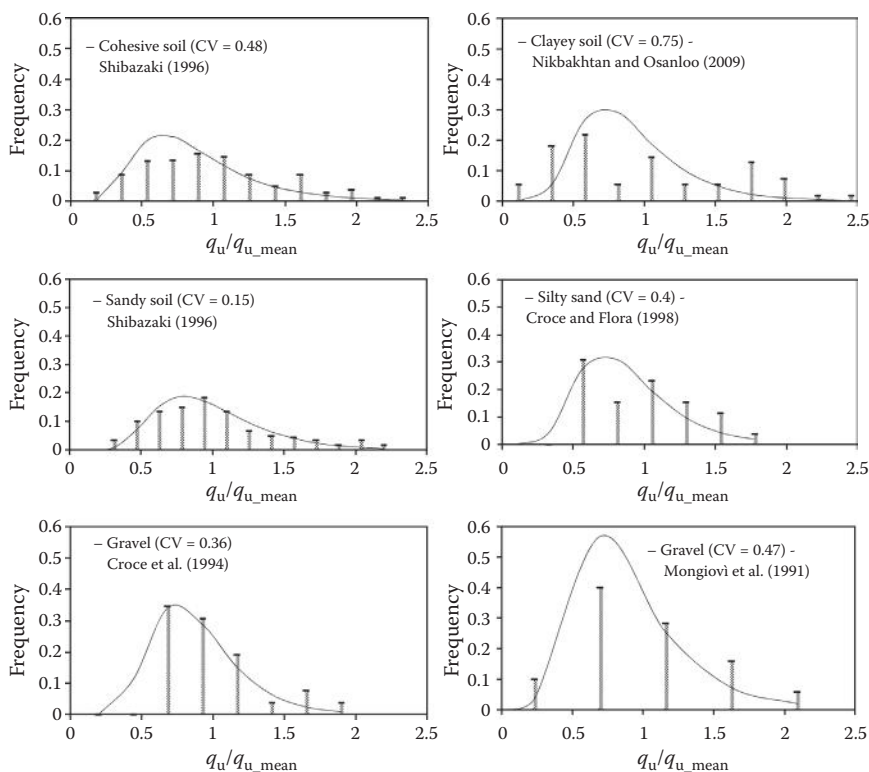 0.6
0.5
0.4
0.3
0.2
0.1
0
Frequency
– Cohesive soil (CV = 0.48)
Shibazaki (1996)
0 0.5 1 1.5 2 2.5
qu/qu_mean
0.6
0.5
0.4
0.3
0.2
0.1
0
Frequency
– Clayey soil (CV = 0.75) -
Nikbakhtan and Osanloo (2009)
0 0.5 1 1.5 2 2.5
qu/qu_mean
0.6
0.5
0.4
0.3
0.2
0.1
0
Frequency
– Sandy soil (CV = 0.15)
Shibazaki (1996)
0 0.5 1 1.5 2 2.5
qu/qu_mean
0.6
0.5
0.4
0.3
0.2
0.1
0
Frequency
– Silty sand (CV = 0.4) -
Croce and Flora (1998)
0 0.5 1 1.5 2 2.5
qu/qu_mean
0.6
0.5
0.4
0.3
0.2
0.1
0
Frequency
– Gravel (CV = 0.36)
Croce et al. (1994)
0 0.5 1 1.5 2 2.5
qu/qu_mean
0.6
0.5
0.4
0.3
0.2
0.1
0
Frequency
– Gravel (CV = 0.47) -
Mongiovì et al. (1991)
0 0.5 1 1.5 2 2.5
qu/qu_mean